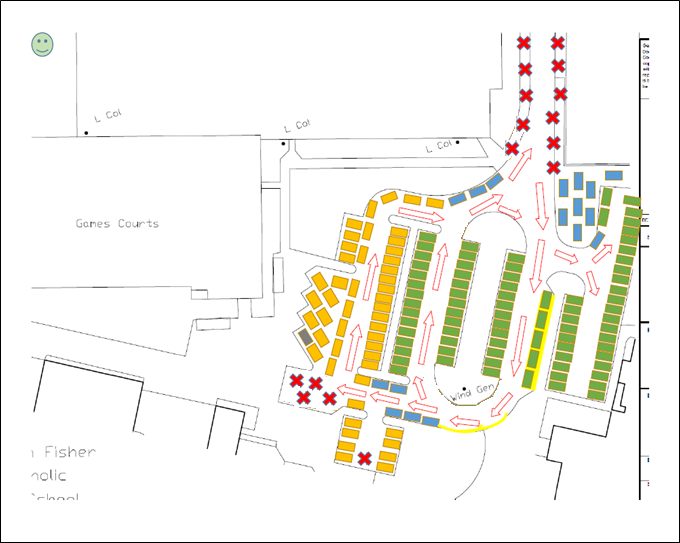 L Col
L Col
L Col
Games Courts
Wind Gen
Fisher
holic
School